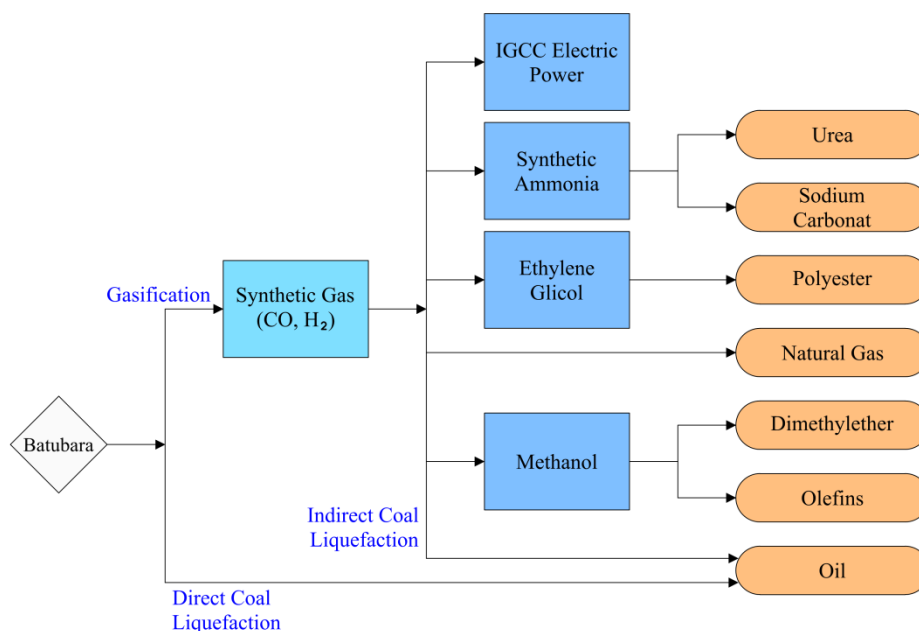 IGCC Electric
Power
Synthetic
Ammonia
Urea
Sodium
Carbonat
Gasification
Synthetic Gas
(CO, H₂)
Ethylene
Glicol
Polyester
Natural Gas
Batubara
Methanol
Dimethylether
Olefins
Indirect Coal
Liquefaction
Oil
Direct Coal
Liquefaction